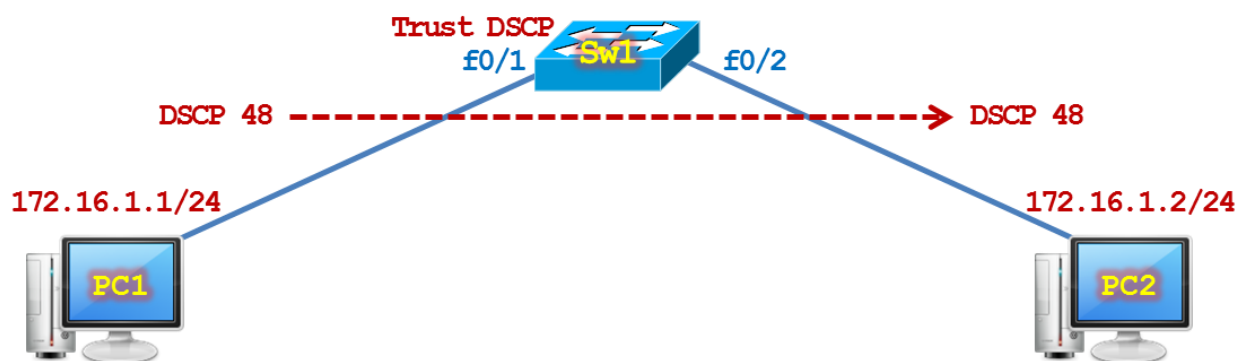 Trust DSCP
Sw1
f0/1
f0/2
DSCP 48
DSCP 48
172.16.1.1/24
172.16.1.2/24
PC1
PC2